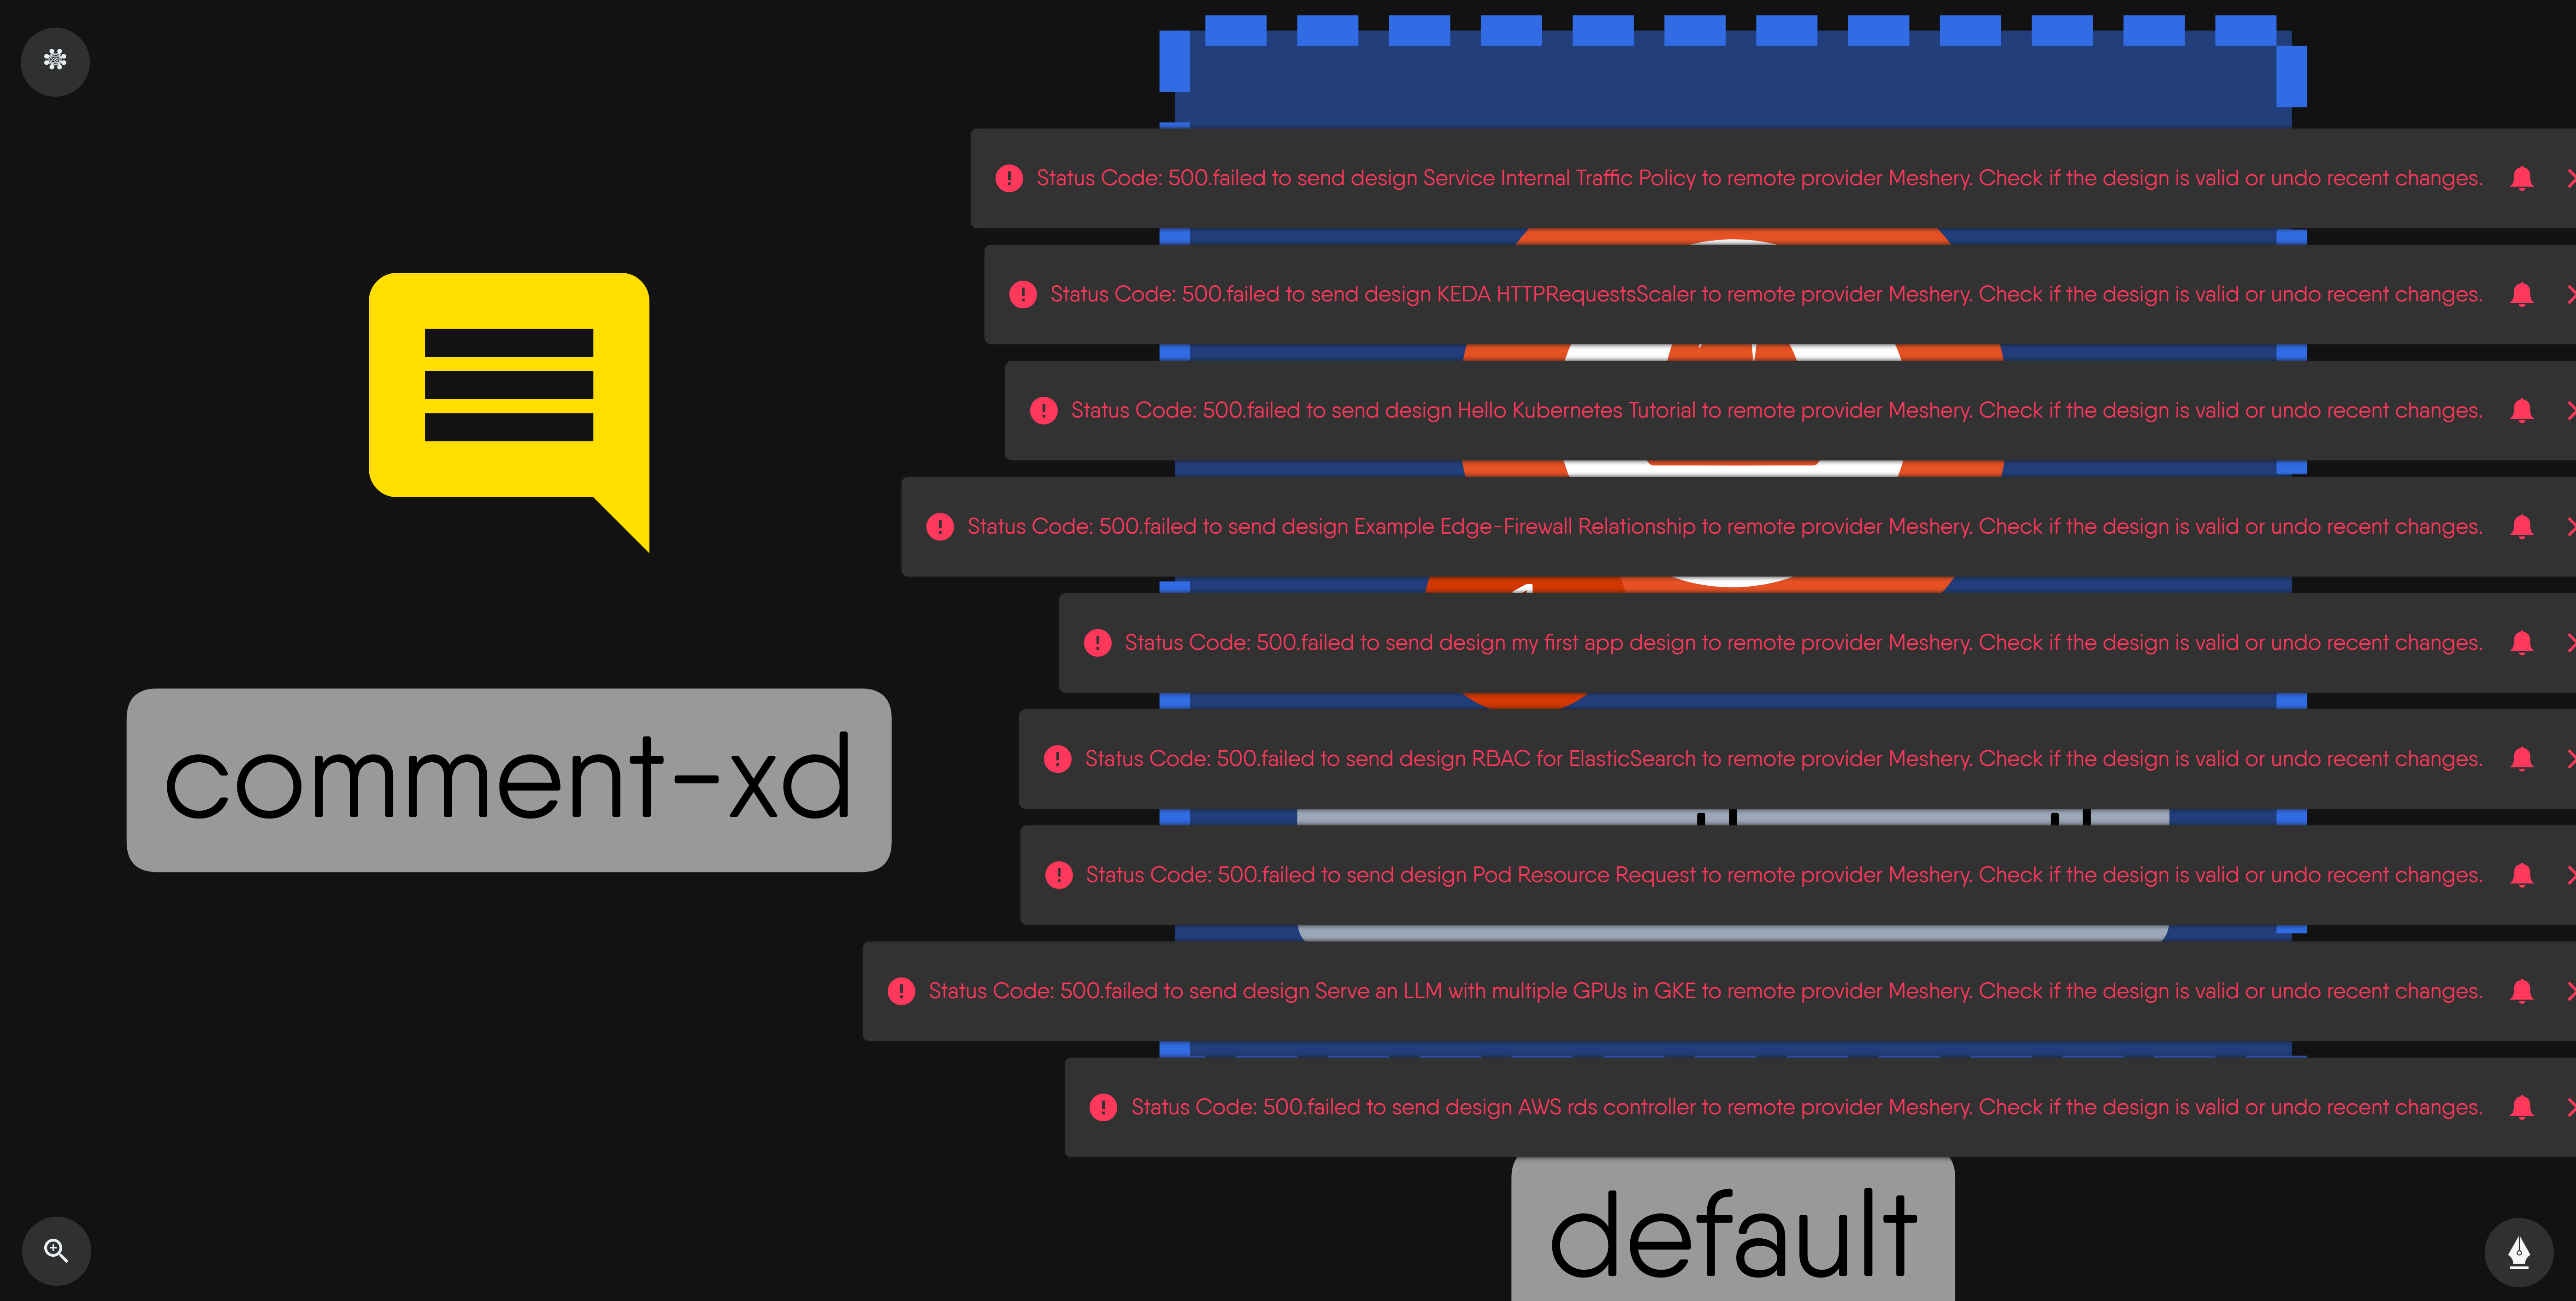 Status Code: 500.failed to send design Service Internal Traffic Policy to remote provider Meshery. Check if the design is valid or undo recent changes.
Status Code: 500.failed to send design KEDA HTTPRequestsScaler to remote provider Meshery. Check if the design is valid or undo recent changes.
Status Code: 500.failed to send design Hello Kubernetes Tutorial to remote provider Meshery. Check if the design is valid or undo recent changes.
Status Code: 500.failed to send design Example Edge-Firewall Relationship to remote provider Meshery. Check if the design is valid or undo recent changes.
Status Code: 500.failed to send design my first app design to remote provider Meshery. Check if the design is valid or undo recent changes.
comment-xd
Status Code: 500.failed to send design RBAC for ElasticSearch to remote provider Meshery. Check if the design is valid or undo recent changes.
Status Code: 500.failed to send design Pod Resource Request to remote provider Meshery. Check if the design is valid or undo recent changes.
Status Code: 500.failed to send design Serve an LLM with multiple GPUs in GKE to remote provider Meshery. Check if the design is valid or undo recent changes.
Status Code: 500.failed to send design AWS rds controller to remote provider Meshery. Check if the design is valid or undo recent changes.
default